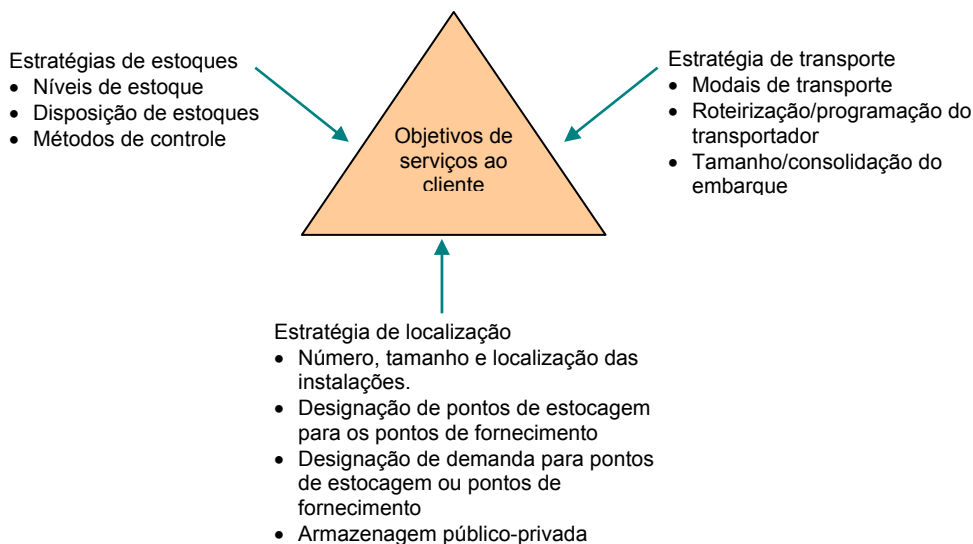 Estratégias de estoques
• Níveis de estoque
• Disposição de estoques
• Métodos de controle
Objetivos de
serviços ao
cliente
Estratégia de transporte
• Modais de transporte
• Roteirização/programação do
transportador
• Tamanho/consolidação do
embarque
Estratégia de localização
• Número, tamanho e localização das
instalações.
• Designação de pontos de estocagem
para os pontos de fornecimento
• Designação de demanda para pontos
de estocagem ou pontos de
fornecimento
• Armazenagem público-privada